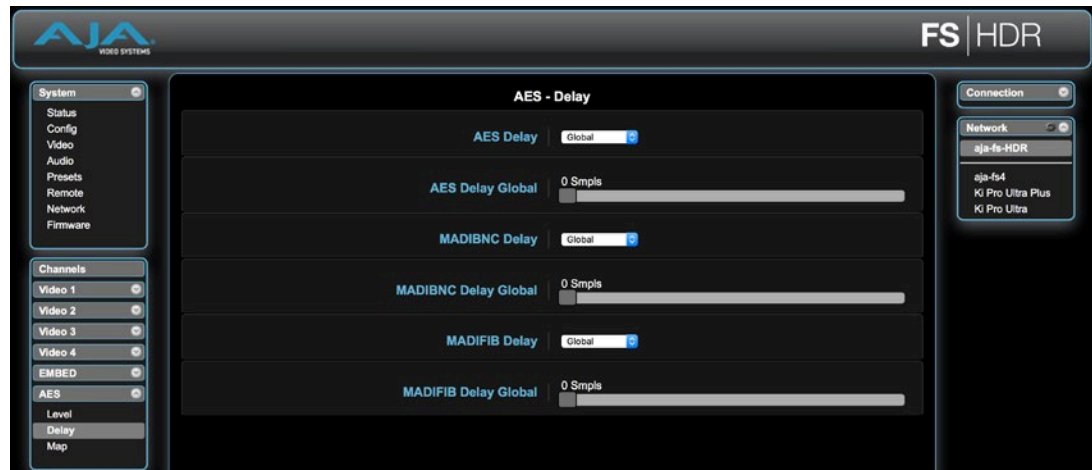 AJA
VIDEO SYSTEMS
FS|HDR
System
Status
Config
Video
Audio
Presets
Remote
Network
Firmware
Channels
Video 1
Video 2
Video 3
Video 4
EMBED
AES
Level
Delay
Map
AES - Delay
AES Delay
Global
AES Delay Global
0 Smpls
MADIBNC Delay
Global
MADIBNC Delay Global
0 Smpls
MADIFIB Delay
Global
MADIFIB Delay Global
0 Smpls
Connection
Network
aja-fs-HDR
aja-fs4
Ki Pro Ultra Plus
Ki Pro Ultra